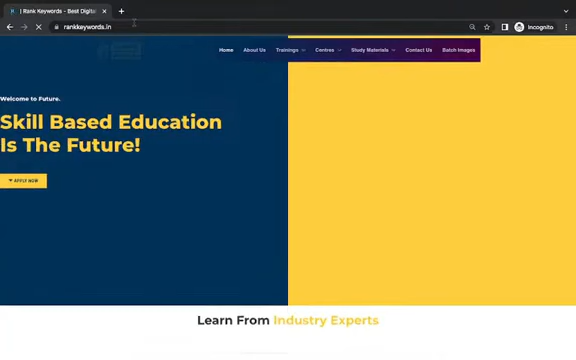 | Rank Keywords - Best Digital
rankkeywords.in
Incognito
Home About Us Trainings Centres Study Materials Contact Us Batch Images
Welcome to Future.
Skill Based Education
Is The Future!
APPLY NOW
Learn From Industry Experts